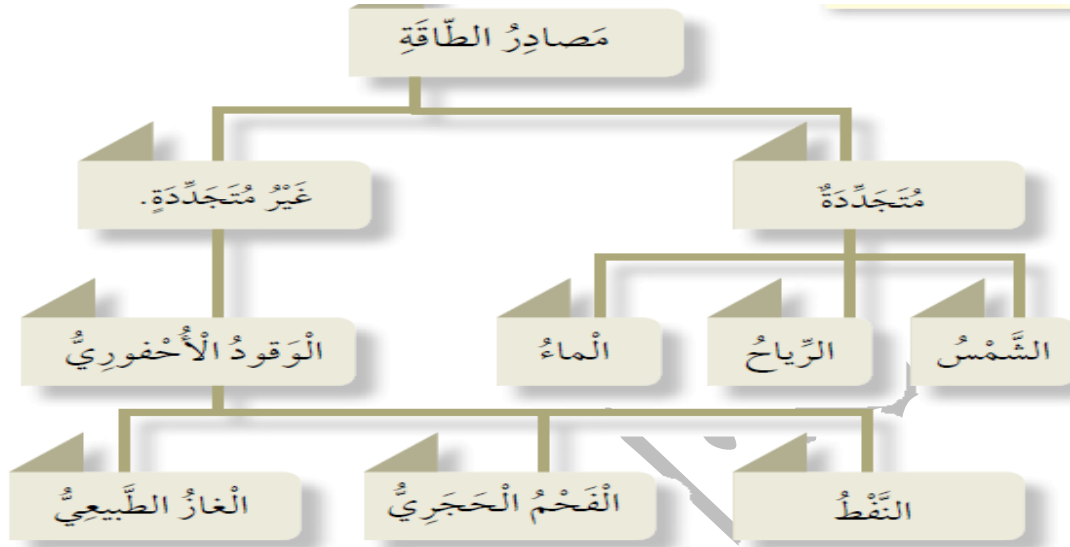 مَصادِرُ الطّاقَةِ
مُتَجَدِّدَةٌ
غَيْرُ مُتَجَدِّدَةٍ.
الشَّمْسُ
الرِّياحُ
الْماءُ
الْوَقودُ الْأُحْفورِيُّ
النَّفْطُ
الْفَحْمُ الْحَجَرِيُّ
الْغازُ الطَّبيعِيُّ